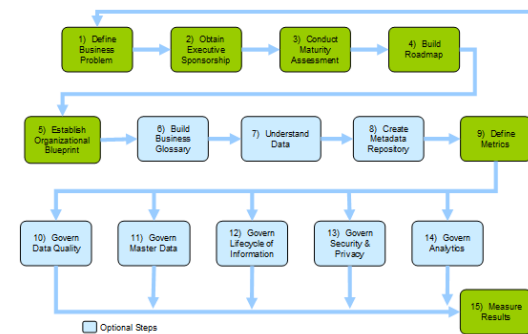 1) Define
Business
Problem
2) Obtain
Executive
Sponsorship
3) Conduct
Maturity
Assessment
4) Build
Roadmap
5) Establish
Organizational
Blueprint
6) Build
Business
Glossary
7) Understand
Data
8) Create
Metadata
Repository
9) Define
Metrics
10) Govern
Data Quality
11) Govern
Master Data
12) Govern
Lifecycle of
Information
13) Govern
Security &
Privacy
14) Govern
Analytics
15) Measure
Results
Optional Steps